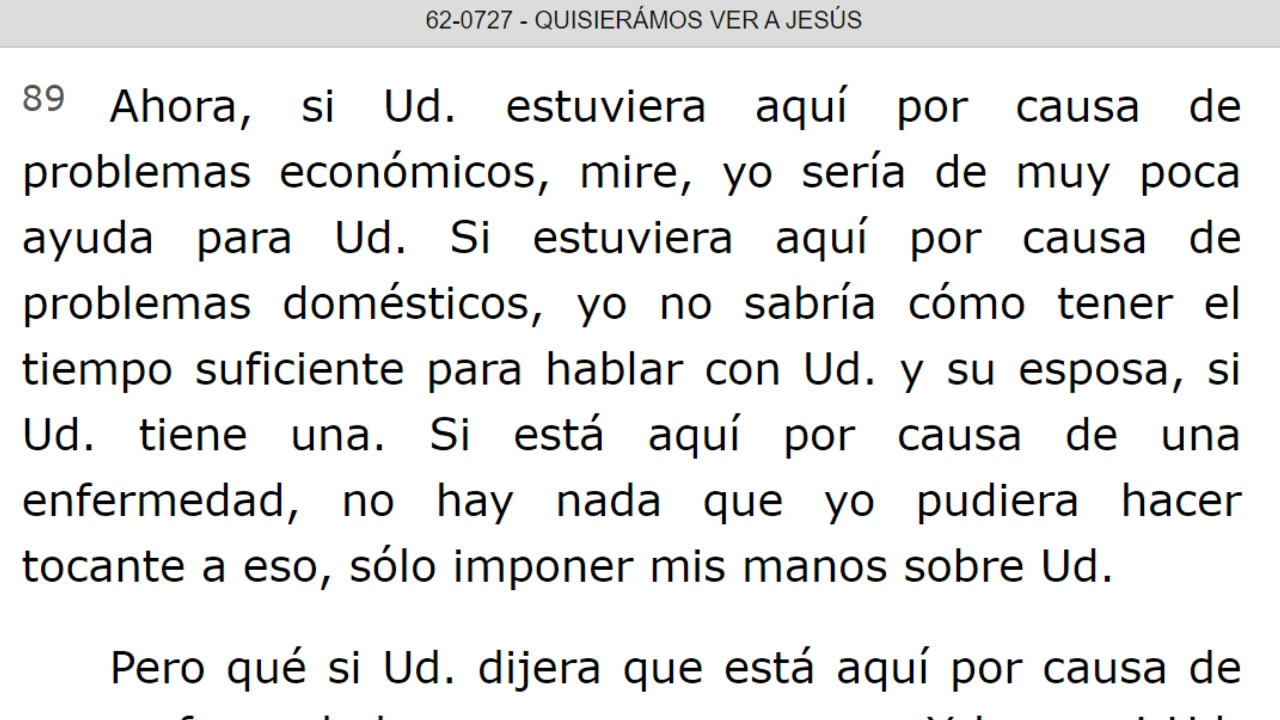 62-0727 - QUISIERÁMOS VER A JESÚS
89 Ahora, si Ud. estuviera aquí por causa de
problemas económicos, mire, yo sería de muy poca
ayuda para Ud. Si estuviera aquí por causa de
problemas domésticos, yo no sabría cómo tener el
tiempo suficiente para hablar con Ud. y su esposa, si
Ud. tiene una. Si está aquí por causa de una
enfermedad, no hay nada que yo pudiera hacer
tocante a eso, sólo imponer mis manos sobre Ud.
Pero qué si Ud. dijera que está aquí por causa de